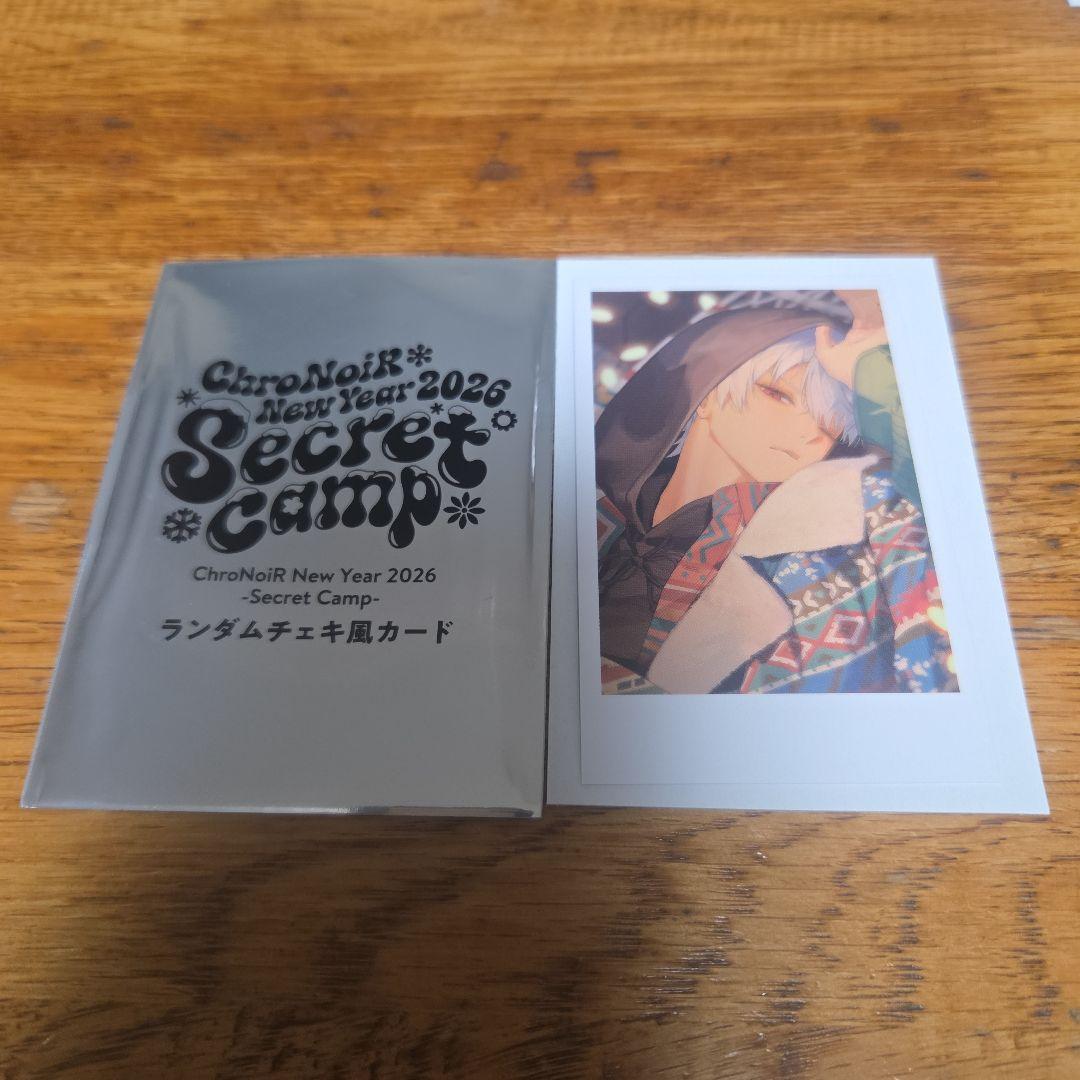 ChroNoiR
New Year 2026
Secret
camp
ChroNoiR New Year 2026
-Secret Camp-
ランダムチェキ風カード